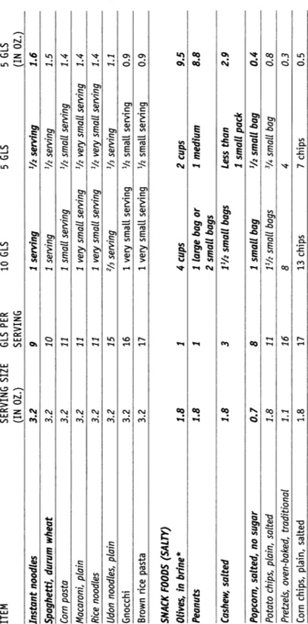 ITEM SERVING SIZE GLS PER 10 GLS 5 GLS 5 GLS
(IN OZ.) SERVING (IN OZ.)
Instant noodles 3.2 9 1 serving ½ serving 1.6
Spaghetti, durum wheat 3.2 10 1 serving ½ serving 1.5
Corn pasta 3.2 11 1 small serving ½ small serving 1.4
Macaroni, plain 3.2 11 1 very small serving ½ very small serving 1.4
Rice noodles 3.2 11 1 very small serving ½ very small serving 1.4
Udon noodles, plain 3.2 15 ⅔ serving ⅓ serving 1.1
Gnocchi 3.2 16 1 very small serving ½ small serving 0.9
Brown rice pasta 3.2 17 1 very small serving ½ small serving 0.9
SNACK FOODS (SALTY)
Olives, in brine* 1.8 1 4 cups 2 cups 9.5
Peanuts 1.8 1 1 large bag or 1 medium 8.8
2 small bags
Cashew, salted 1.8 3 1½ small bags Less than 2.9
1 small pack
Popcorn, salted, no sugar 0.7 8 1 small bag ½ small bag 0.4
Potato chips, plain, salted 1.8 11 1½ small bags ¾ small bag 0.8
Pretzels, oven-baked, traditional 1.1 16 8 4 0.3
Corn chips, plain, salted 1.8 17 13 chips 7 chips 0.5